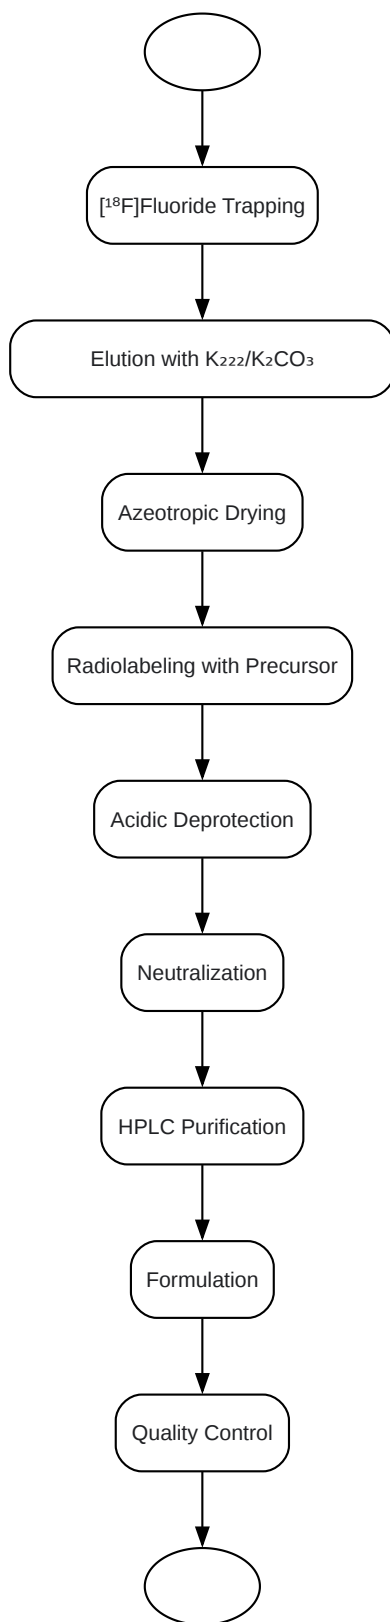 [¹⁸F]Fluoride Trapping
Elution with K₂₂₂/K₂CO₃
Azeotropic Drying
Radiolabeling with Precursor
Acidic Deprotection
Neutralization
HPLC Purification
Formulation
Quality Control